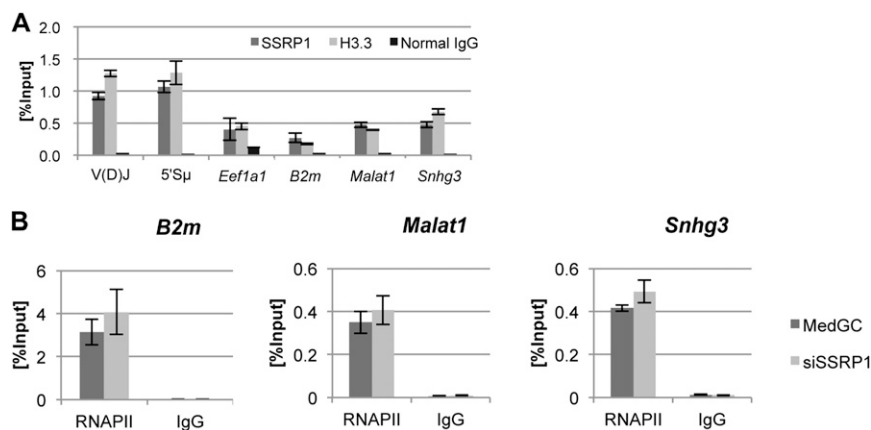 A
[%Input]
2.0
1.5
1.0
0.5
0.0
SSRP1 H3.3 Normal IgG
V(D)J 5'Sμ Eef1a1 B2m Malat1 Snhg3
B
B2m
[%Input]
6
4
2
0
RNAPII IgG
Malat1
[%Input]
0.6
0.4
0.2
0
RNAPII IgG
Snhg3
[%Input]
0.6
0.4
0.2
0
RNAPII IgG
MedGC
siSSRP1